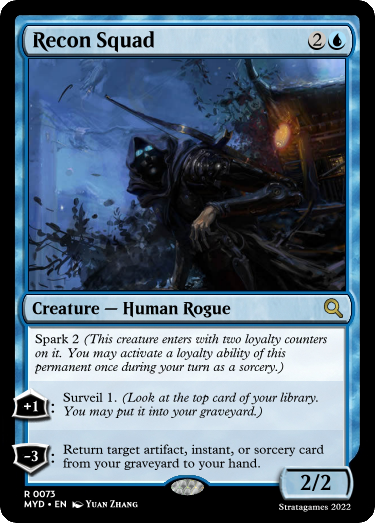 Recon Squad 2
Creature — Human Rogue
Spark 2 (This creature enters with two loyalty counters
on it. You may activate a loyalty ability of this
permanent once during your turn as a sorcery.)
+1: Surveil 1. (Look at the top card of your library.
You may put it into your graveyard.)
-3: Return target artifact, instant, or sorcery card
from your graveyard to your hand.
2/2
R 0073
MYD • EN Yuan Zhang
Stratagames 2022